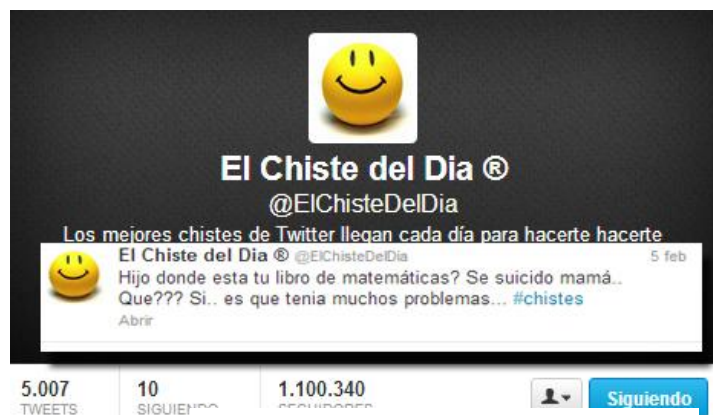 El Chiste del Dia ®
@ElChisteDelDia
Los mejores chistes de Twitter llegan cada día para hacerte hacerte
El Chiste del Dia ® @ElChisteDelDia 5 feb
Hijo donde esta tu libro de matemáticas? Se suicido mamá..
Que??? Si.. es que tenia muchos problemas... #chistes
Abrir
5.007 10 1.100.340 Siguiendo
TWEETS SIGUIENDO SEGUIDORES